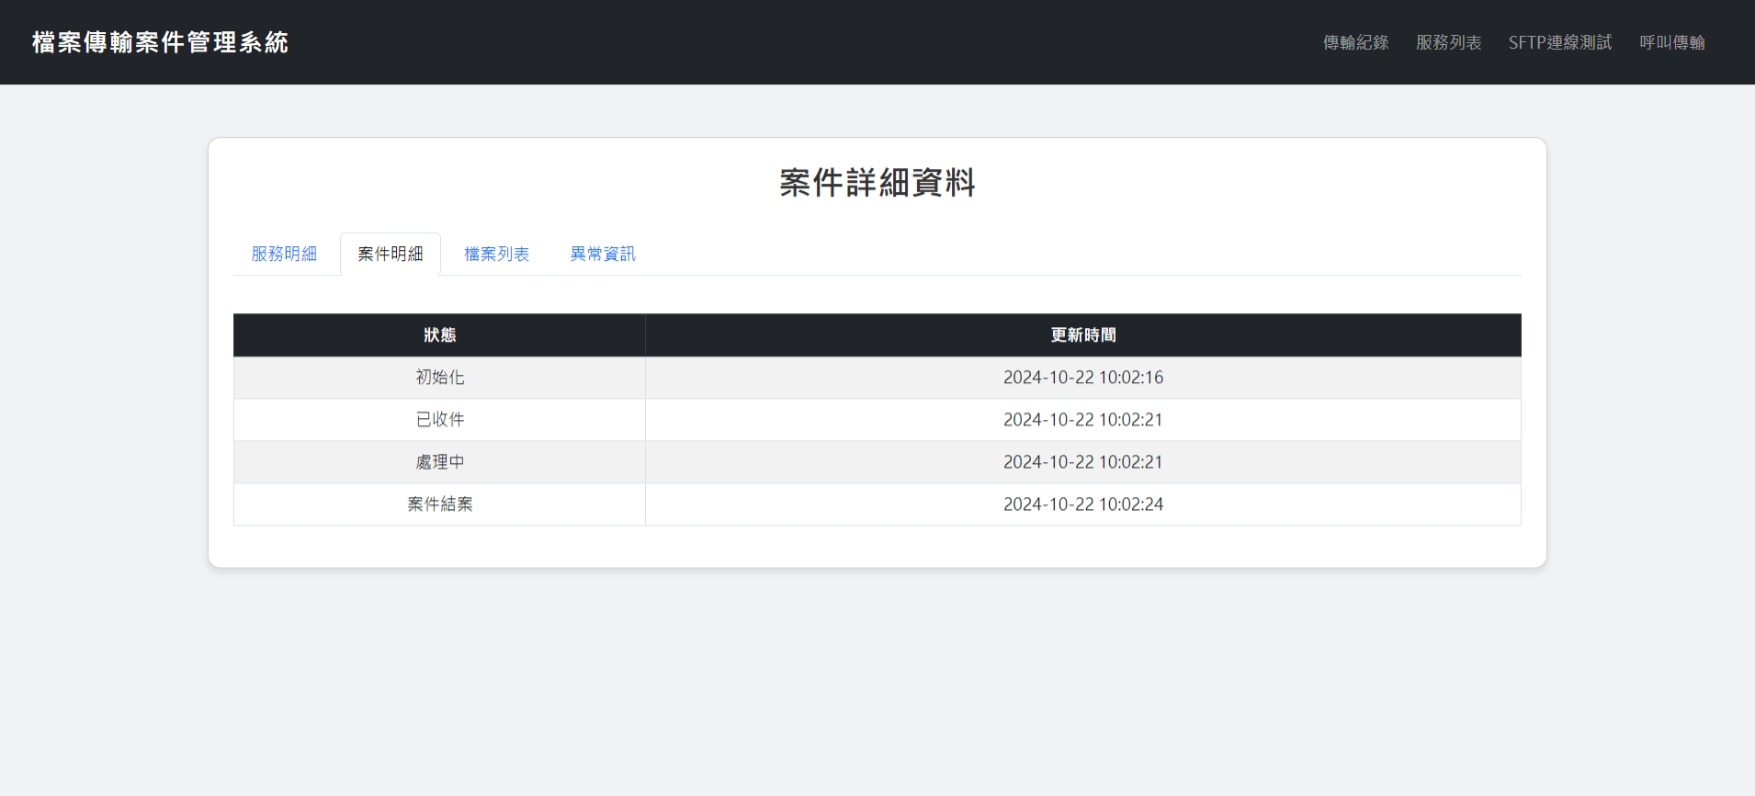 檔案傳輸案件管理系統
傳輸紀錄 服務列表 SFTP連線測試 呼叫傳輸
案件詳細資料
服務明細 案件明細 檔案列表 異常資訊
狀態 更新時間
初始化 2024-10-22 10:02:16
已收件 2024-10-22 10:02:21
處理中 2024-10-22 10:02:21
案件結案 2024-10-22 10:02:24